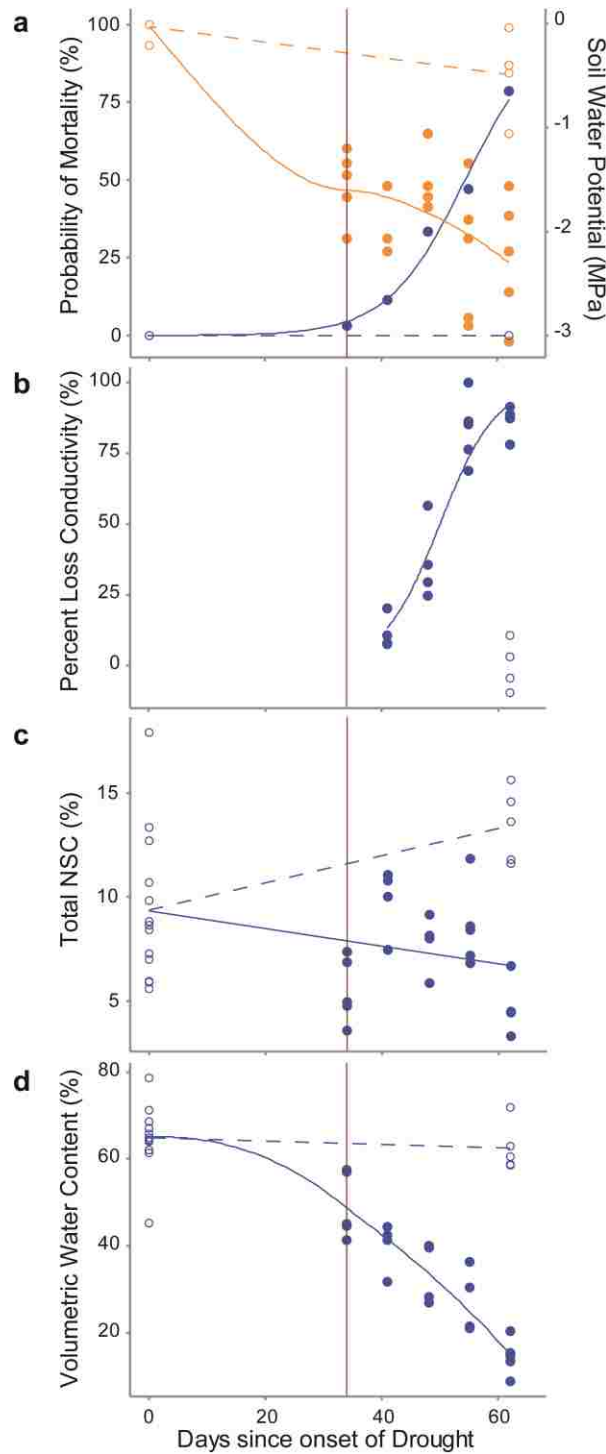 a
Probability of Mortality (%)
100
75
50
25
0
0
-1
-2
-3
Soil Water Potential (MPa)
b
Percent Loss Conductivity (%)
100
75
50
25
0
c
Total NSC (%)
15
10
5
d
Volumetric Water Content (%)
80
60
40
20
0
20
40
60
Days since onset of Drought